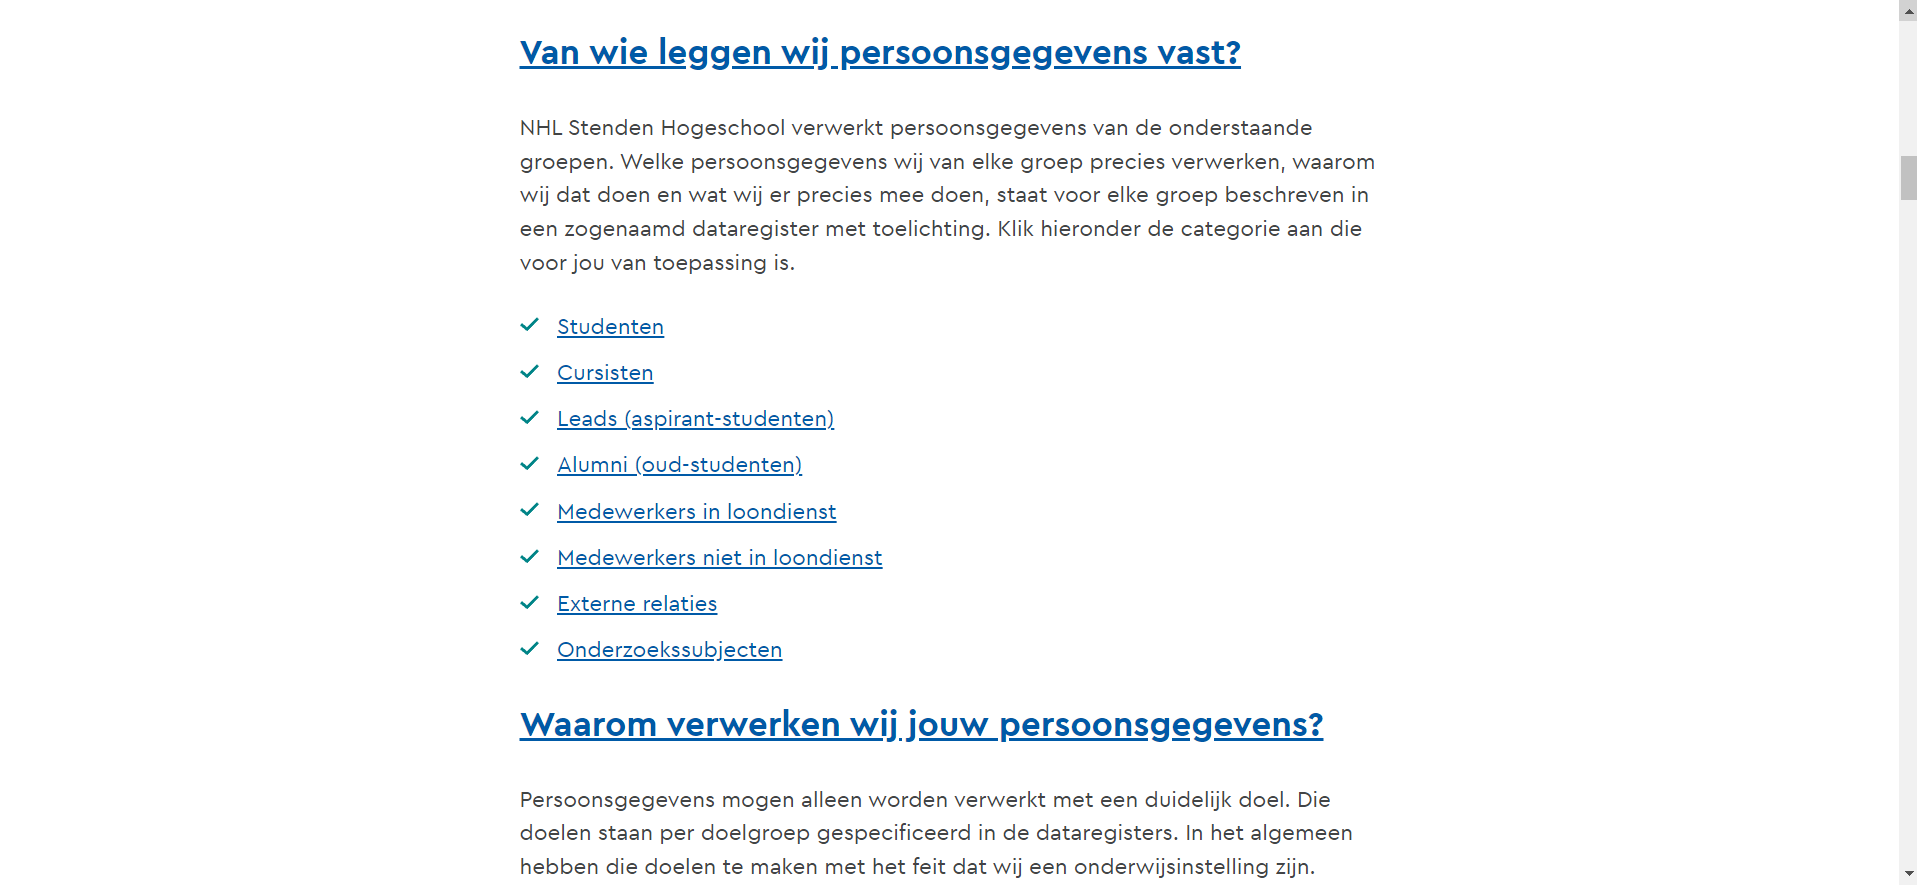 Van wie leggen wij persoonsgegevens vast?
NHL Stenden Hogeschool verwerkt persoonsgegevens van de onderstaande
groepen. Welke persoonsgegevens wij van elke groep precies verwerken, waarom
wij dat doen en wat wij er precies mee doen, staat voor elke groep beschreven in
een zogenaamd dataregister met toelichting. Klik hieronder de categorie aan die
voor jou van toepassing is.
Studenten
Cursisten
Leads (aspirant-studenten)
Alumni (oud-studenten)
Medewerkers in loondienst
Medewerkers niet in loondienst
Externe relaties
Onderzoekssubjecten
Waarom verwerken wij jouw persoonsgegevens?
Persoonsgegevens mogen alleen worden verwerkt met een duidelijk doel. Die
doelen staan per doelgroep gespecificeerd in de dataregisters. In het algemeen
hebben die doelen te maken met het feit dat wij een onderwijsinstelling zijn.